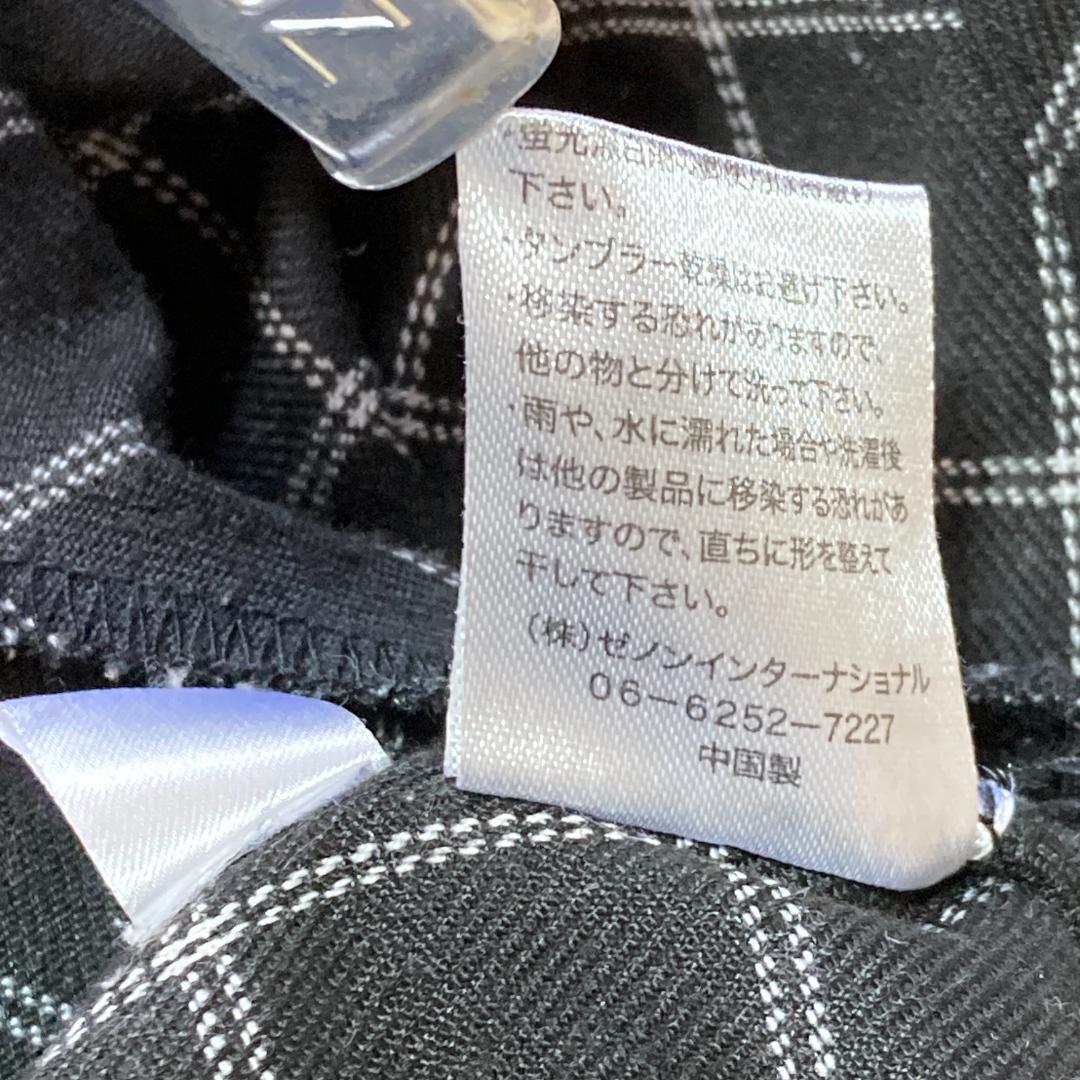 下さい。
・タンブラー乾燥はお避け下さい。
・移染する恐れがありますので、
他の物と分けて洗って下さい。
・雨や、水に濡れた場合や洗濯後
は他の製品に移染する恐れがあ
りますので、直ちに形を整えて
干して下さい。
(株)ゼノンインターナショナル
06−6252−7227
中国製